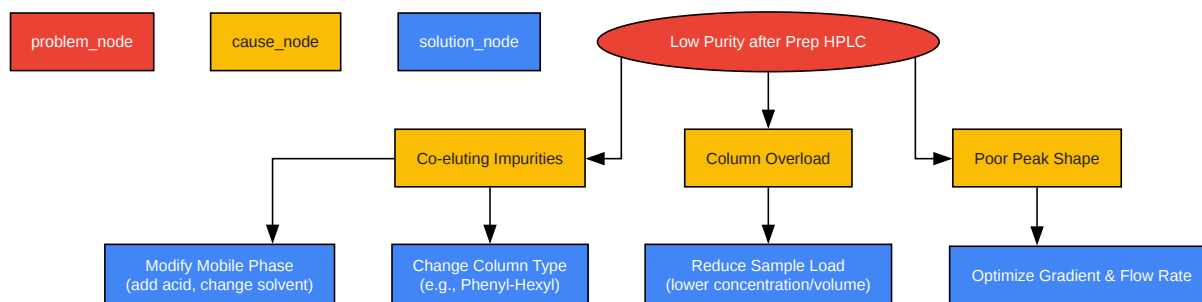 problem_node
cause_node
solution_node
Low Purity after Prep HPLC
Co-eluting Impurities
Column Overload
Poor Peak Shape
Modify Mobile Phase
(add acid, change solvent)
Change Column Type
(e.g., Phenyl-Hexyl)
Reduce Sample Load
(lower concentration/volume)
Optimize Gradient & Flow Rate